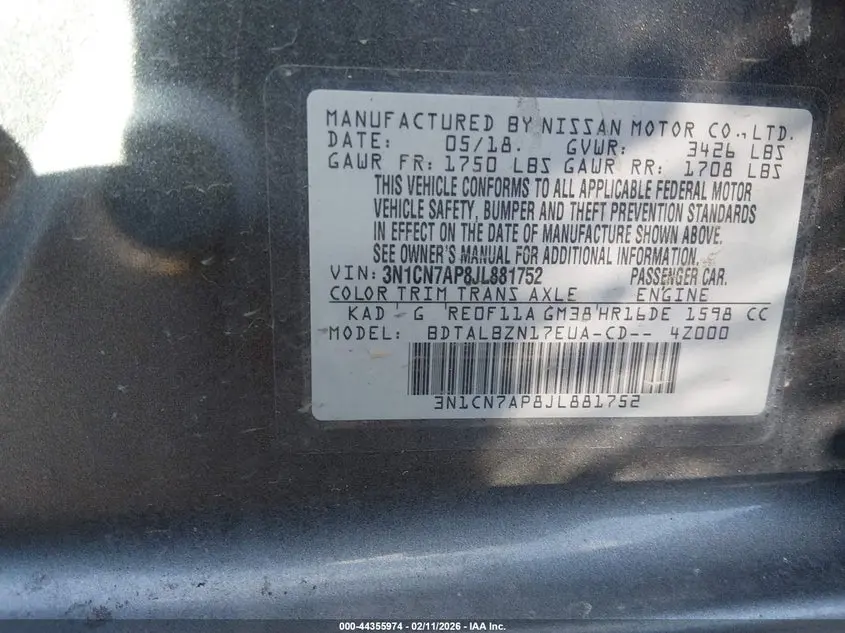 MANUFACTURED BY NISSAN MOTOR CO., LTD.
DATE: 05/18. GVWR: 3426 LBS
GAWR FR: 1750 LBS GAWR RR: 1708 LBS
THIS VEHICLE CONFORMS TO ALL APPLICABLE FEDERAL MOTOR
VEHICLE SAFETY, BUMPER AND THEFT PREVENTION STANDARDS
IN EFFECT ON THE DATE OF MANUFACTURE SHOWN ABOVE.
SEE OWNER'S MANUAL FOR ADDITIONAL INFORMATION.
VIN: 3N1CN7AP8JL881752 PASSENGER CAR.
COLOR TRIM TRANS AXLE ENGINE
KAD G RE0F11A GM38 HR16DE 1598 CC
MODEL: BDTALBZN17EUA-CD-- 4Z000
3N1CN7AP8JL881752
000-44355974 | 02/11/2026 - IAA Inc.